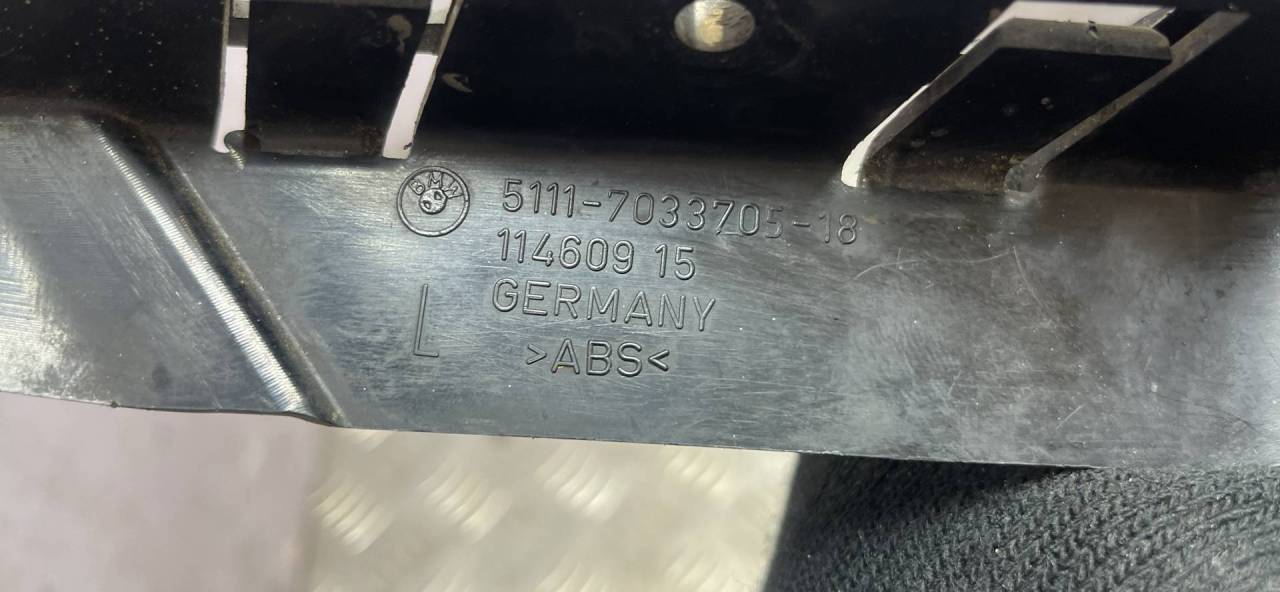 BMW
5111-7033705-18
114609 15
GERMANY
L
>ABS<